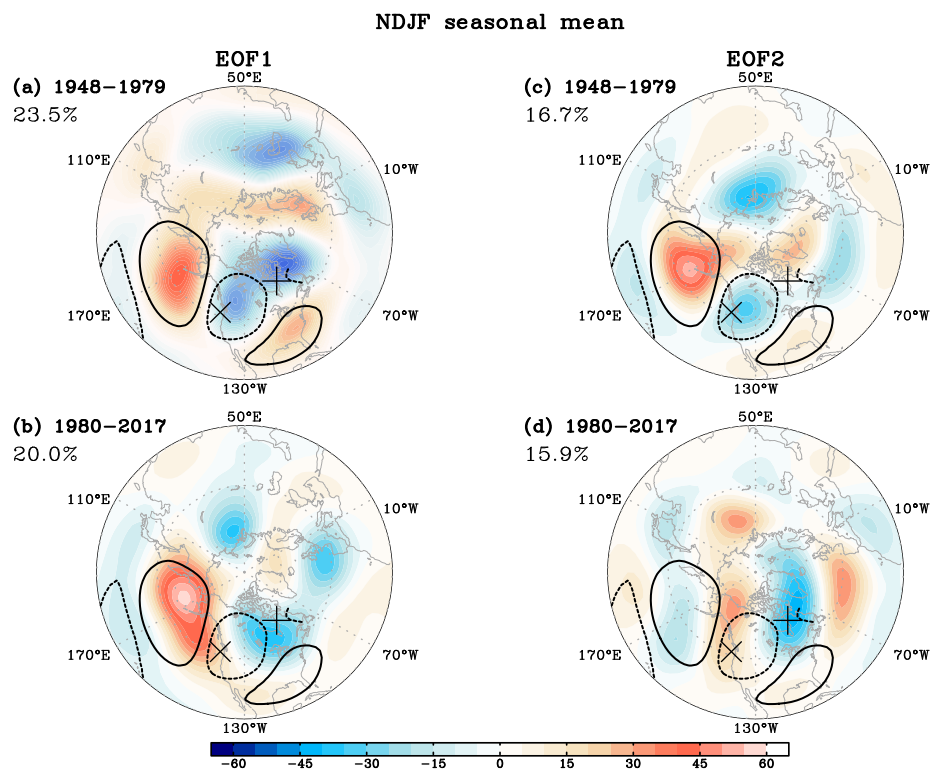 NDJF seasonal mean
EOF1
EOF2
(a) 1948−1979
50°E
(c) 1948−1979
50°E
23.5%
16.7%
110°E
10°W
110°E
10°W
170°E
70°W
170°E
70°W
130°W
130°W
(b) 1980−2017
50°E
(d) 1980−2017
50°E
20.0%
15.9%
110°E
10°W
110°E
10°W
170°E
70°W
170°E
70°W
130°W
130°W
−60 −45 −30 −15 0 15 30 45 60